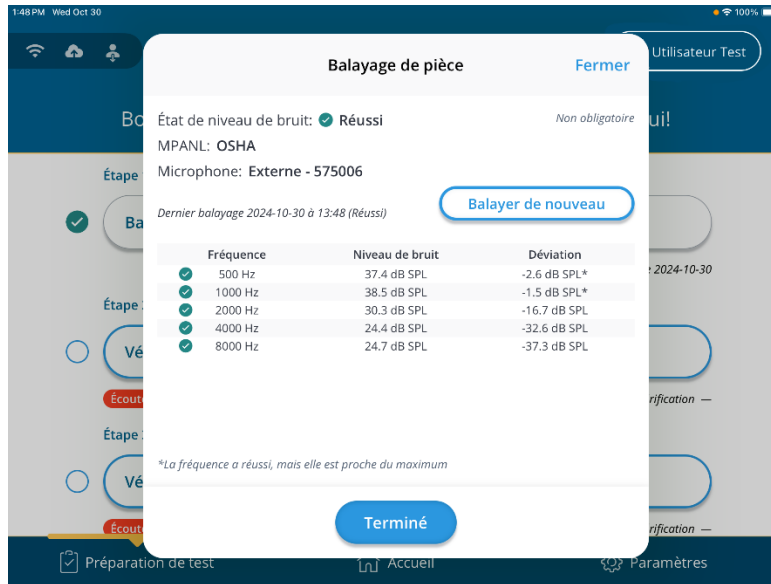 1:48 PM Wed Oct 30
100%
Utilisateur Test
Balayage de pièce
Fermer
État de niveau de bruit: Réussi
Non obligatoire
MPANL: OSHA
Microphone: Externe - 575006
Dernier balayage 2024-10-30 à 13:48 (Réussi)
Balayer de nouveau
Fréquence Niveau de bruit Déviation
500 Hz 37.4 dB SPL -2.6 dB SPL*
1000 Hz 38.5 dB SPL -1.5 dB SPL*
2000 Hz 30.3 dB SPL -16.7 dB SPL
4000 Hz 24.4 dB SPL -32.6 dB SPL
8000 Hz 24.7 dB SPL -37.3 dB SPL
*La fréquence a réussi, mais elle est proche du maximum
Terminé
Étape
2024-10-30
Étape
Étape
Préparation de test
Accueil
Paramètres